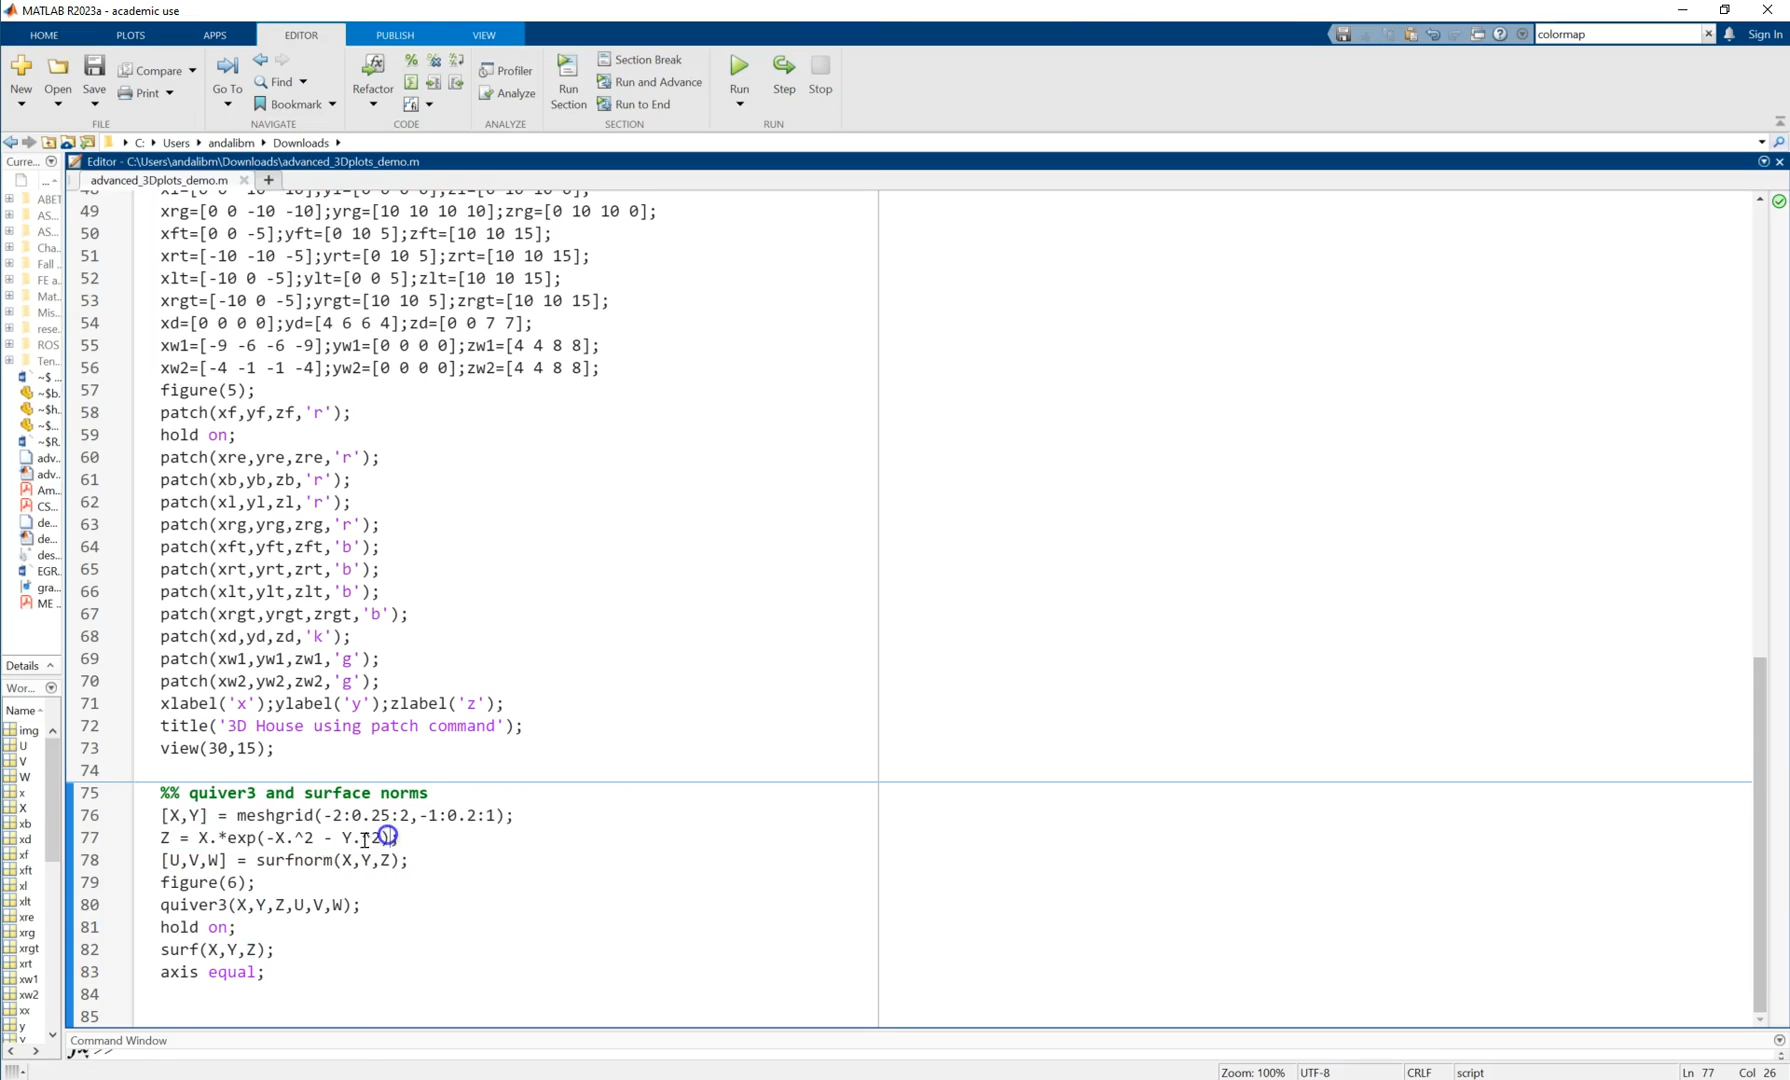 MATLAB R2023a - academic use
HOME PLOTS APPS EDITOR PUBLISH VIEW
colormap
Sign In
New Open Save Compare Print
FILE
Go To Find Bookmark
NAVIGATE
Refactor
CODE
Profiler Analyze
ANALYZE
Run Section Section Break Run and Advance Run to End
SECTION
Run Step Stop
RUN
C: Users andalibm Downloads
Curre...
Editor - C:\Users\andalibm\Downloads\advanced_3Dplots_demo.m
advanced_3Dplots_demo.m
...
ABET
AS...
AS...
Cha..
Fall ..
FE a..
Mat..
Mis..
rese..
ROS
Ten..
~$ ..
~$b.
~$h.
~$...
~$R.
adv..
adv..
Am...
CS...
de...
de...
des...
EGR.
gra...
ME ..
Details
Wor...
Name
img
U
V
W
x
X
xb
xd
xf
xft
xl
xlt
xre
xrg
xrgt
xrt
xw1
xw2
xx
y
49 xrg=[0 0 -10 -10];yrg=[10 10 10 10];zrg=[0 10 10 0];
50 xft=[0 0 -5];yft=[0 10 5];zft=[10 10 15];
51 xrt=[-10 -10 -5];yrt=[0 10 5];zrt=[10 10 15];
52 xlt=[-10 0 -5];ylt=[0 0 5];zlt=[10 10 15];
53 xrgt=[-10 0 -5];yrgt=[10 10 5];zrgt=[10 10 15];
54 xd=[0 0 0 0];yd=[4 6 6 4];zd=[0 0 7 7];
55 xw1=[-9 -6 -6 -9];yw1=[0 0 0 0];zw1=[4 4 8 8];
56 xw2=[-4 -1 -1 -4];yw2=[0 0 0 0];zw2=[4 4 8 8];
57 figure(5);
58 patch(xf,yf,zf,'r');
59 hold on;
60 patch(xre,yre,zre,'r');
61 patch(xb,yb,zb,'r');
62 patch(xl,yl,zl,'r');
63 patch(xrg,yrg,zrg,'r');
64 patch(xft,yft,zft,'b');
65 patch(xrt,yrt,zrt,'b');
66 patch(xlt,ylt,zlt,'b');
67 patch(xrgt,yrgt,zrgt,'b');
68 patch(xd,yd,zd,'k');
69 patch(xw1,yw1,zw1,'g');
70 patch(xw2,yw2,zw2,'g');
71 xlabel('x');ylabel('y');zlabel('z');
72 title('3D House using patch command');
73 view(30,15);
74
75 %% quiver3 and surface norms
76 [X,Y] = meshgrid(-2:0.25:2,-1:0.2:1);
77 Z = X.*exp(-X.^2 - Y.^2);
78 [U,V,W] = surfnorm(X,Y,Z);
79 figure(6);
80 quiver3(X,Y,Z,U,V,W);
81 hold on;
82 surf(X,Y,Z);
83 axis equal;
84
85
Command Window
Zoom: 100% UTF-8 CRLF script Ln 77 Col 26